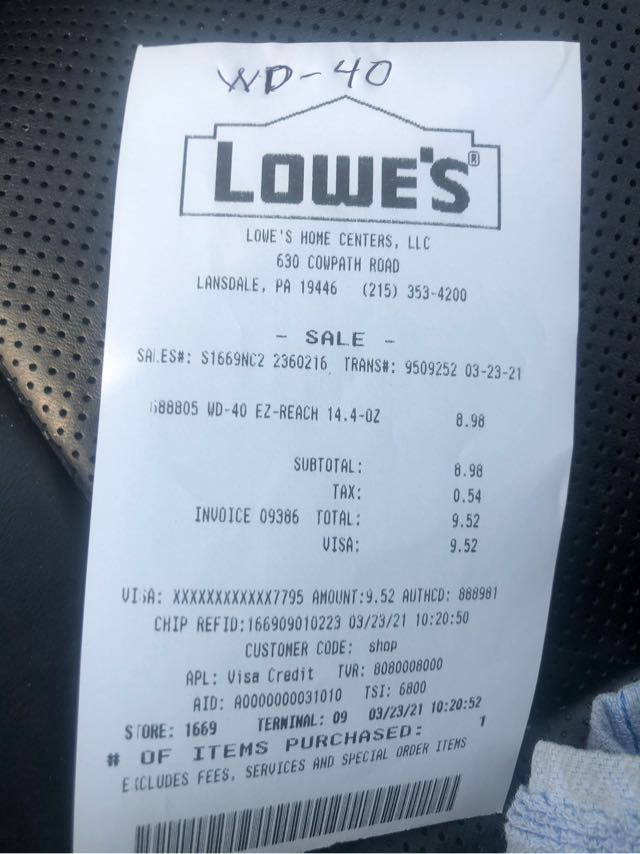 WD-40
LOWE'S®
LOWE'S HOME CENTERS, LLC
630 COWPATH ROAD
LANSDALE, PA 19446 (215) 353-4200
- SALE -
SALES#: S1669NC2 2360216 TRANS#: 9509252 03-23-21
688805 WD-40 EZ-REACH 14.4-OZ 8.98
SUBTOTAL: 8.98
TAX: 0.54
INVOICE 09386 TOTAL: 9.52
VISA: 9.52
VISA: XXXXXXXXXXXX7795 AMOUNT:9.52 AUTHCD: 888981
CHIP REFID:166909010223 03/23/21 10:20:50
CUSTOMER CODE: shop
APL: Visa Credit TVR: 8080008000
AID: A0000000031010 TSI: 6800
STORE: 1669 TERMINAL: 09 03/23/21 10:20:52
# OF ITEMS PURCHASED: 1
EXCLUDES FEES, SERVICES AND SPECIAL ORDER ITEMS